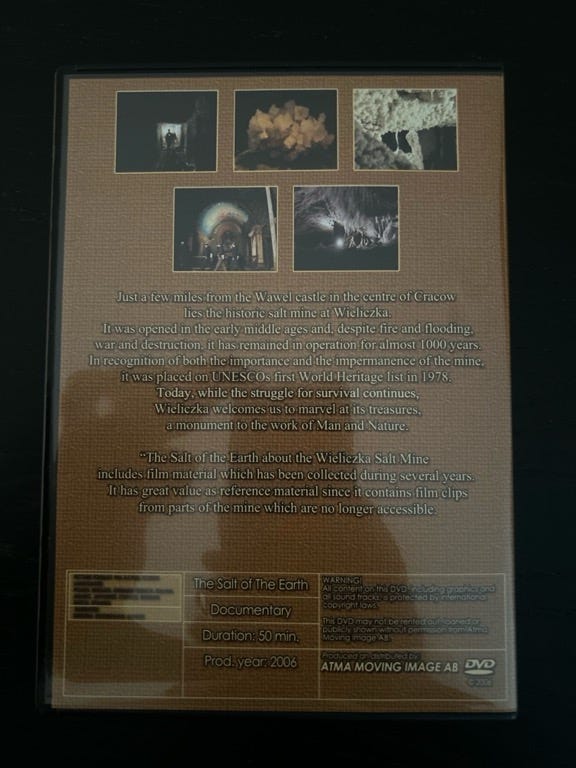 Just a few miles from the Wawel castle in the centre of Cracow
lies the historic salt mine at Wieliczka.
It was opened in the early middle ages and, despite fire and flooding,
war and destruction, it has remained in operation for almost 1000 years.
In recognition of both the importance and the impermanence of the mine,
it was placed on UNESCOs first World Heritage list in 1978.
Today, while the struggle for survival continues,
Wieliczka welcomes us to marvel at its treasures,
a monument to the work of Man and Nature.
“The Salt of the Earth about the Wieliczka Salt Mine
includes film material which has been collected during several years.
It has great value as reference material since it contains film clips
from parts of the mine which are no longer accessible.
The Salt of The Earth
Documentary
Duration: 50 min.
Prod. year: 2006
WARNING!
All content on this DVD, including graphics and
all sound tracks, is protected by international
copyright laws.
This DVD may not be rented out, loaned or
publicly shown without permission from Atma
Moving Image AB.
Produced an distributed by:
ATMA MOVING IMAGE AB
DVD
© 2006